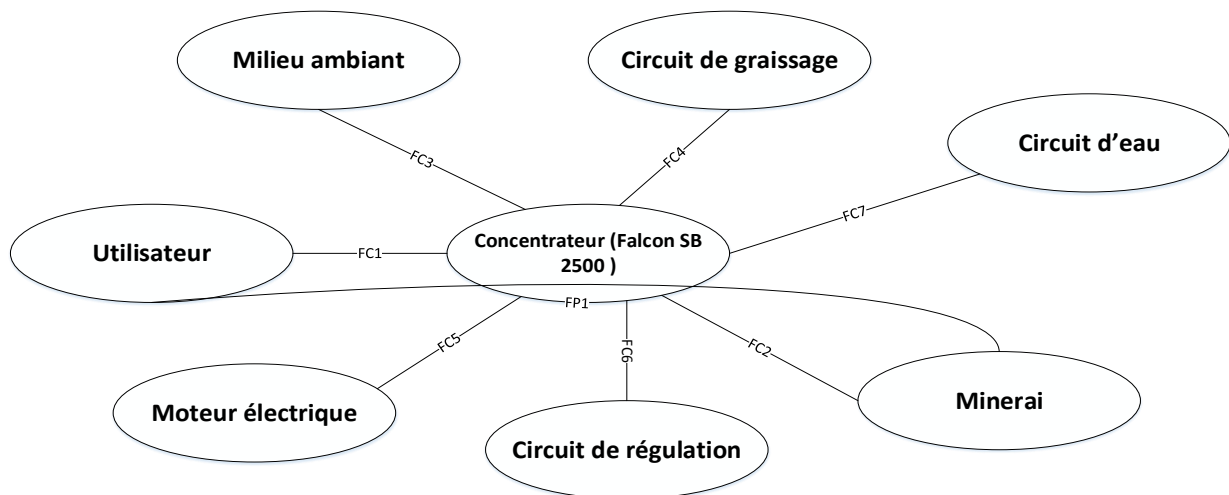 Milieu ambiant
Circuit de graissage
Circuit d’eau
FC3
FC4
FC7
Utilisateur
FC1
Concentrateur (Falcon SB
2500 )
FP1
FC5
FC6
FC2
Moteur électrique
Circuit de régulation
Minerai